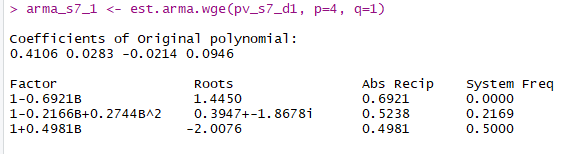 > arma_s7_1 <- est.arma.wge(pv_s7_d1, p=4, q=1)
Coefficients of Original polynomial:
0.4106 0.0283 -0.0214 0.0946
Factor Roots Abs Recip System Freq
1-0.6921B 1.4450 0.6921 0.0000
1-0.2166B+0.2744B^2 0.3947+-1.8678i 0.5238 0.2169
1+0.4981B -2.0076 0.4981 0.5000